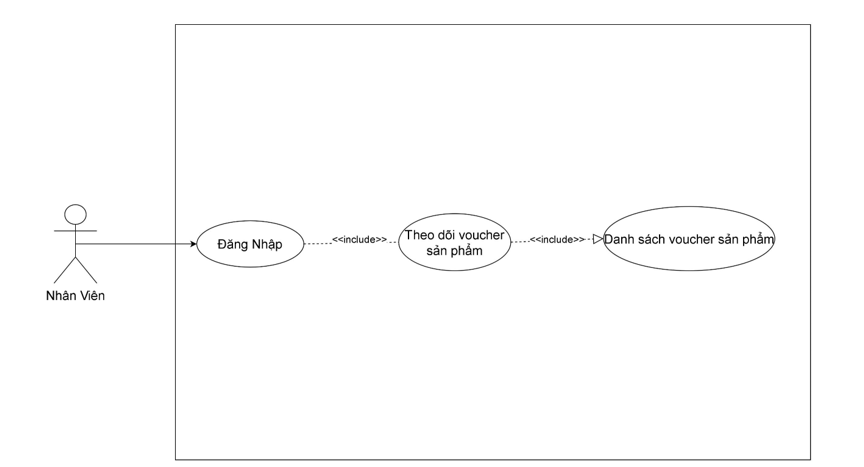 Nhân Viên
Đăng Nhập
<<include>>
Theo dõi voucher
sản phẩm
<<include>>
Danh sách voucher sản phẩm